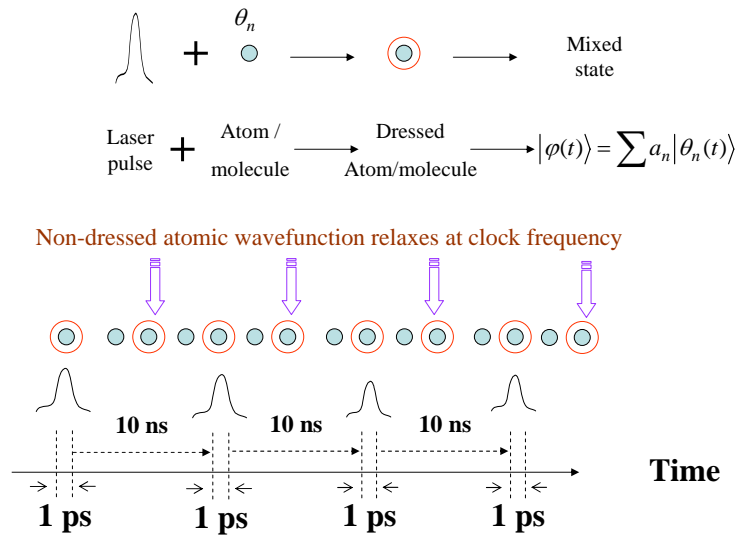 θn
+
Mixed
state
Laser
pulse
+
Atom /
molecule
Dressed
Atom/molecule
|φ(t)⟩ = ∑ an|θn(t)⟩
Non-dressed atomic wavefunction relaxes at clock frequency
10 ns
10 ns
10 ns
Time
1 ps
1 ps
1 ps
1 ps